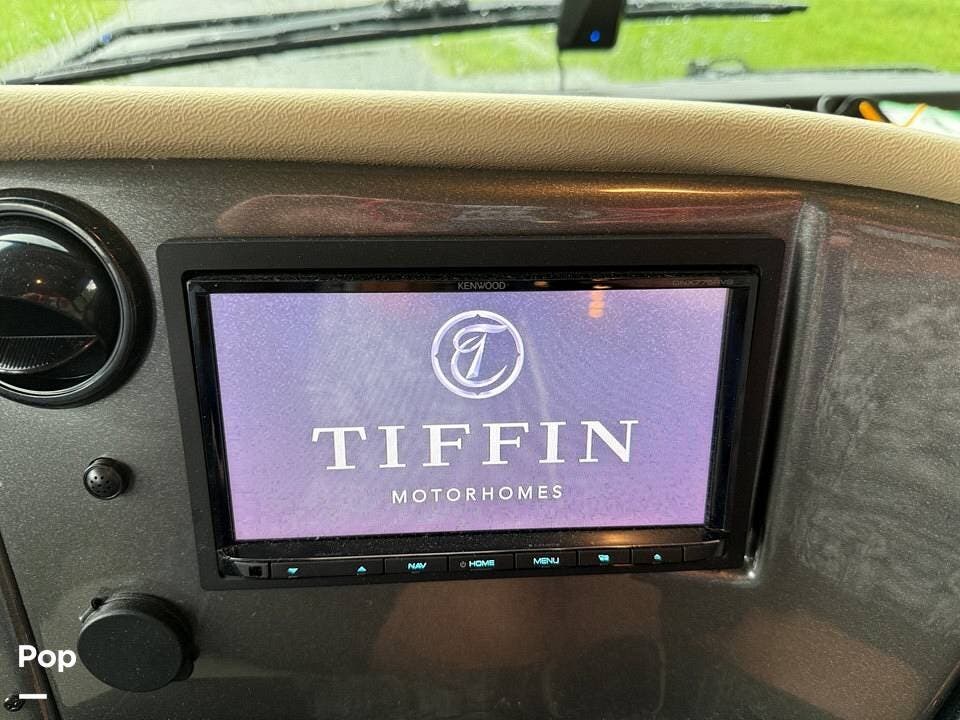 KENWOOD
TIFFIN
MOTORHOMES
NAV HOME MENU
Pop